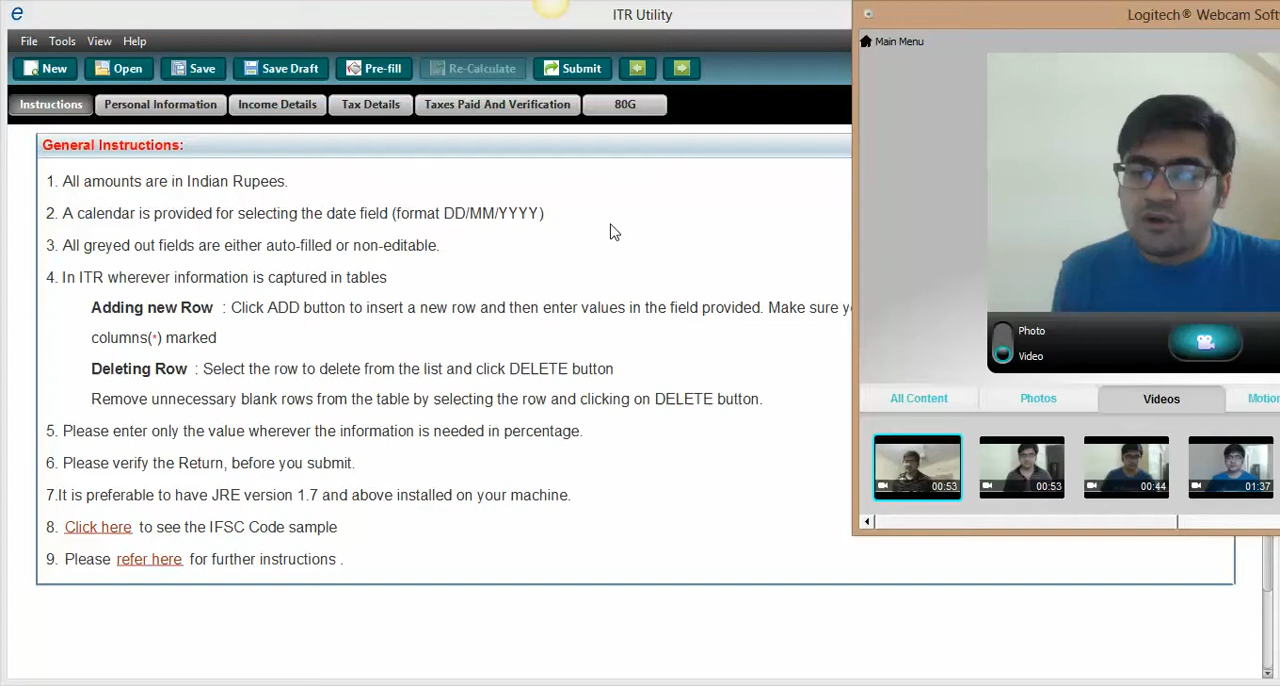 ITR Utility
File Tools View Help
New Open Save Save Draft Pre-fill Re-Calculate Submit
Instructions Personal Information Income Details Tax Details Taxes Paid And Verification 80G
General Instructions:
1. All amounts are in Indian Rupees.
2. A calendar is provided for selecting the date field (format DD/MM/YYYY)
3. All greyed out fields are either auto-filled or non-editable.
4. In ITR wherever information is captured in tables
Adding new Row : Click ADD button to insert a new row and then enter values in the field provided. Make sure
columns(*) marked
Deleting Row : Select the row to delete from the list and click DELETE button
Remove unnecessary blank rows from the table by selecting the row and clicking on DELETE button.
5. Please enter only the value wherever the information is needed in percentage.
6. Please verify the Return, before you submit.
7.It is preferable to have JRE version 1.7 and above installed on your machine.
8. Click here to see the IFSC Code sample
9. Please refer here for further instructions .
Logitech® Webcam Soft
Main Menu
Photo
Video
All Content Photos Videos Motion
00:53 00:53 00:44 01:37